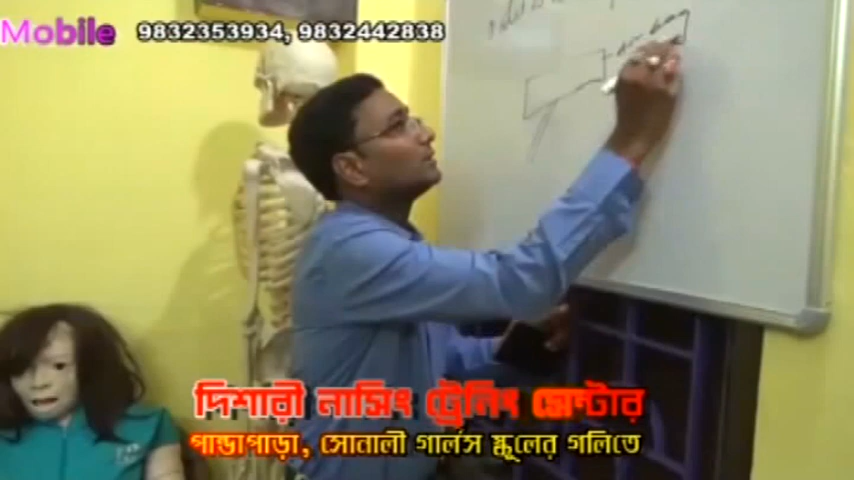 Mobile 9832353934, 9832442838
দিশারী নার্সিং ট্রেনিং সেন্টার
পান্ডাপাড়া, সোনালী গার্লস স্কুলের গলিতে